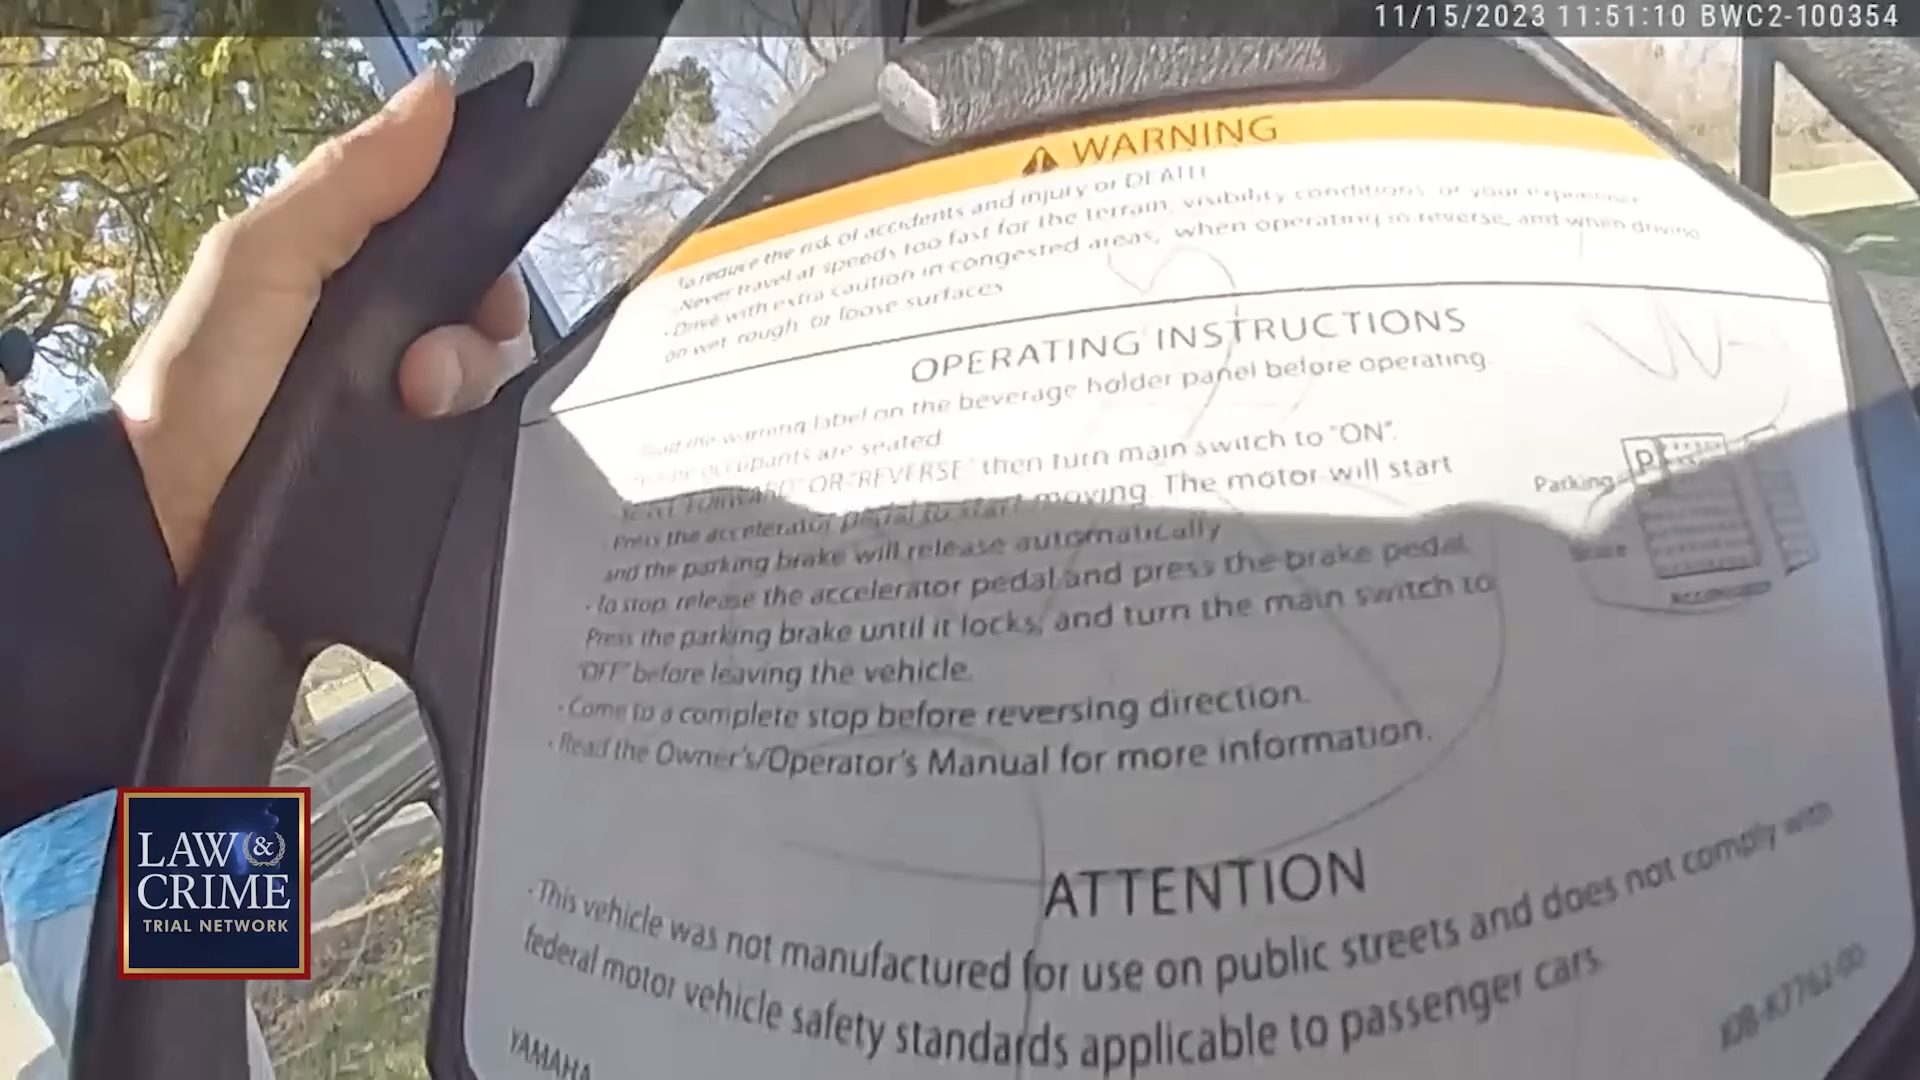 11/15/2023 11:51:10 BWC2-100354
WARNING
To reduce the risk of accidents and injury or DEATH
-Never travel at speeds too fast for the terrain, visibility conditions, or your experience
-Drive with extra caution in congested areas, when operating in reverse, and when driving
on wet, rough or loose surfaces
OPERATING INSTRUCTIONS
Read the warning label on the beverage holder panel before operating.
occupants are seated
Select "FORWARD" OR "REVERSE" then turn main switch to "ON".
Press the accelerator pedal to start moving. The motor will start
and the parking brake will release automatically
-To stop, release the accelerator pedal and press the brake pedal.
Press the parking brake until it locks, and turn the main switch to
"OFF" before leaving the vehicle.
-Come to a complete stop before reversing direction.
-Read the Owner's/Operator's Manual for more information.
P
Parking
Brake
Accelerator
ATTENTION
-This vehicle was not manufactured for use on public streets and does not comply with
federal motor vehicle safety standards applicable to passenger cars.
YAMAHA
J0B-K7762-00
LAW &
CRIME
TRIAL NETWORK